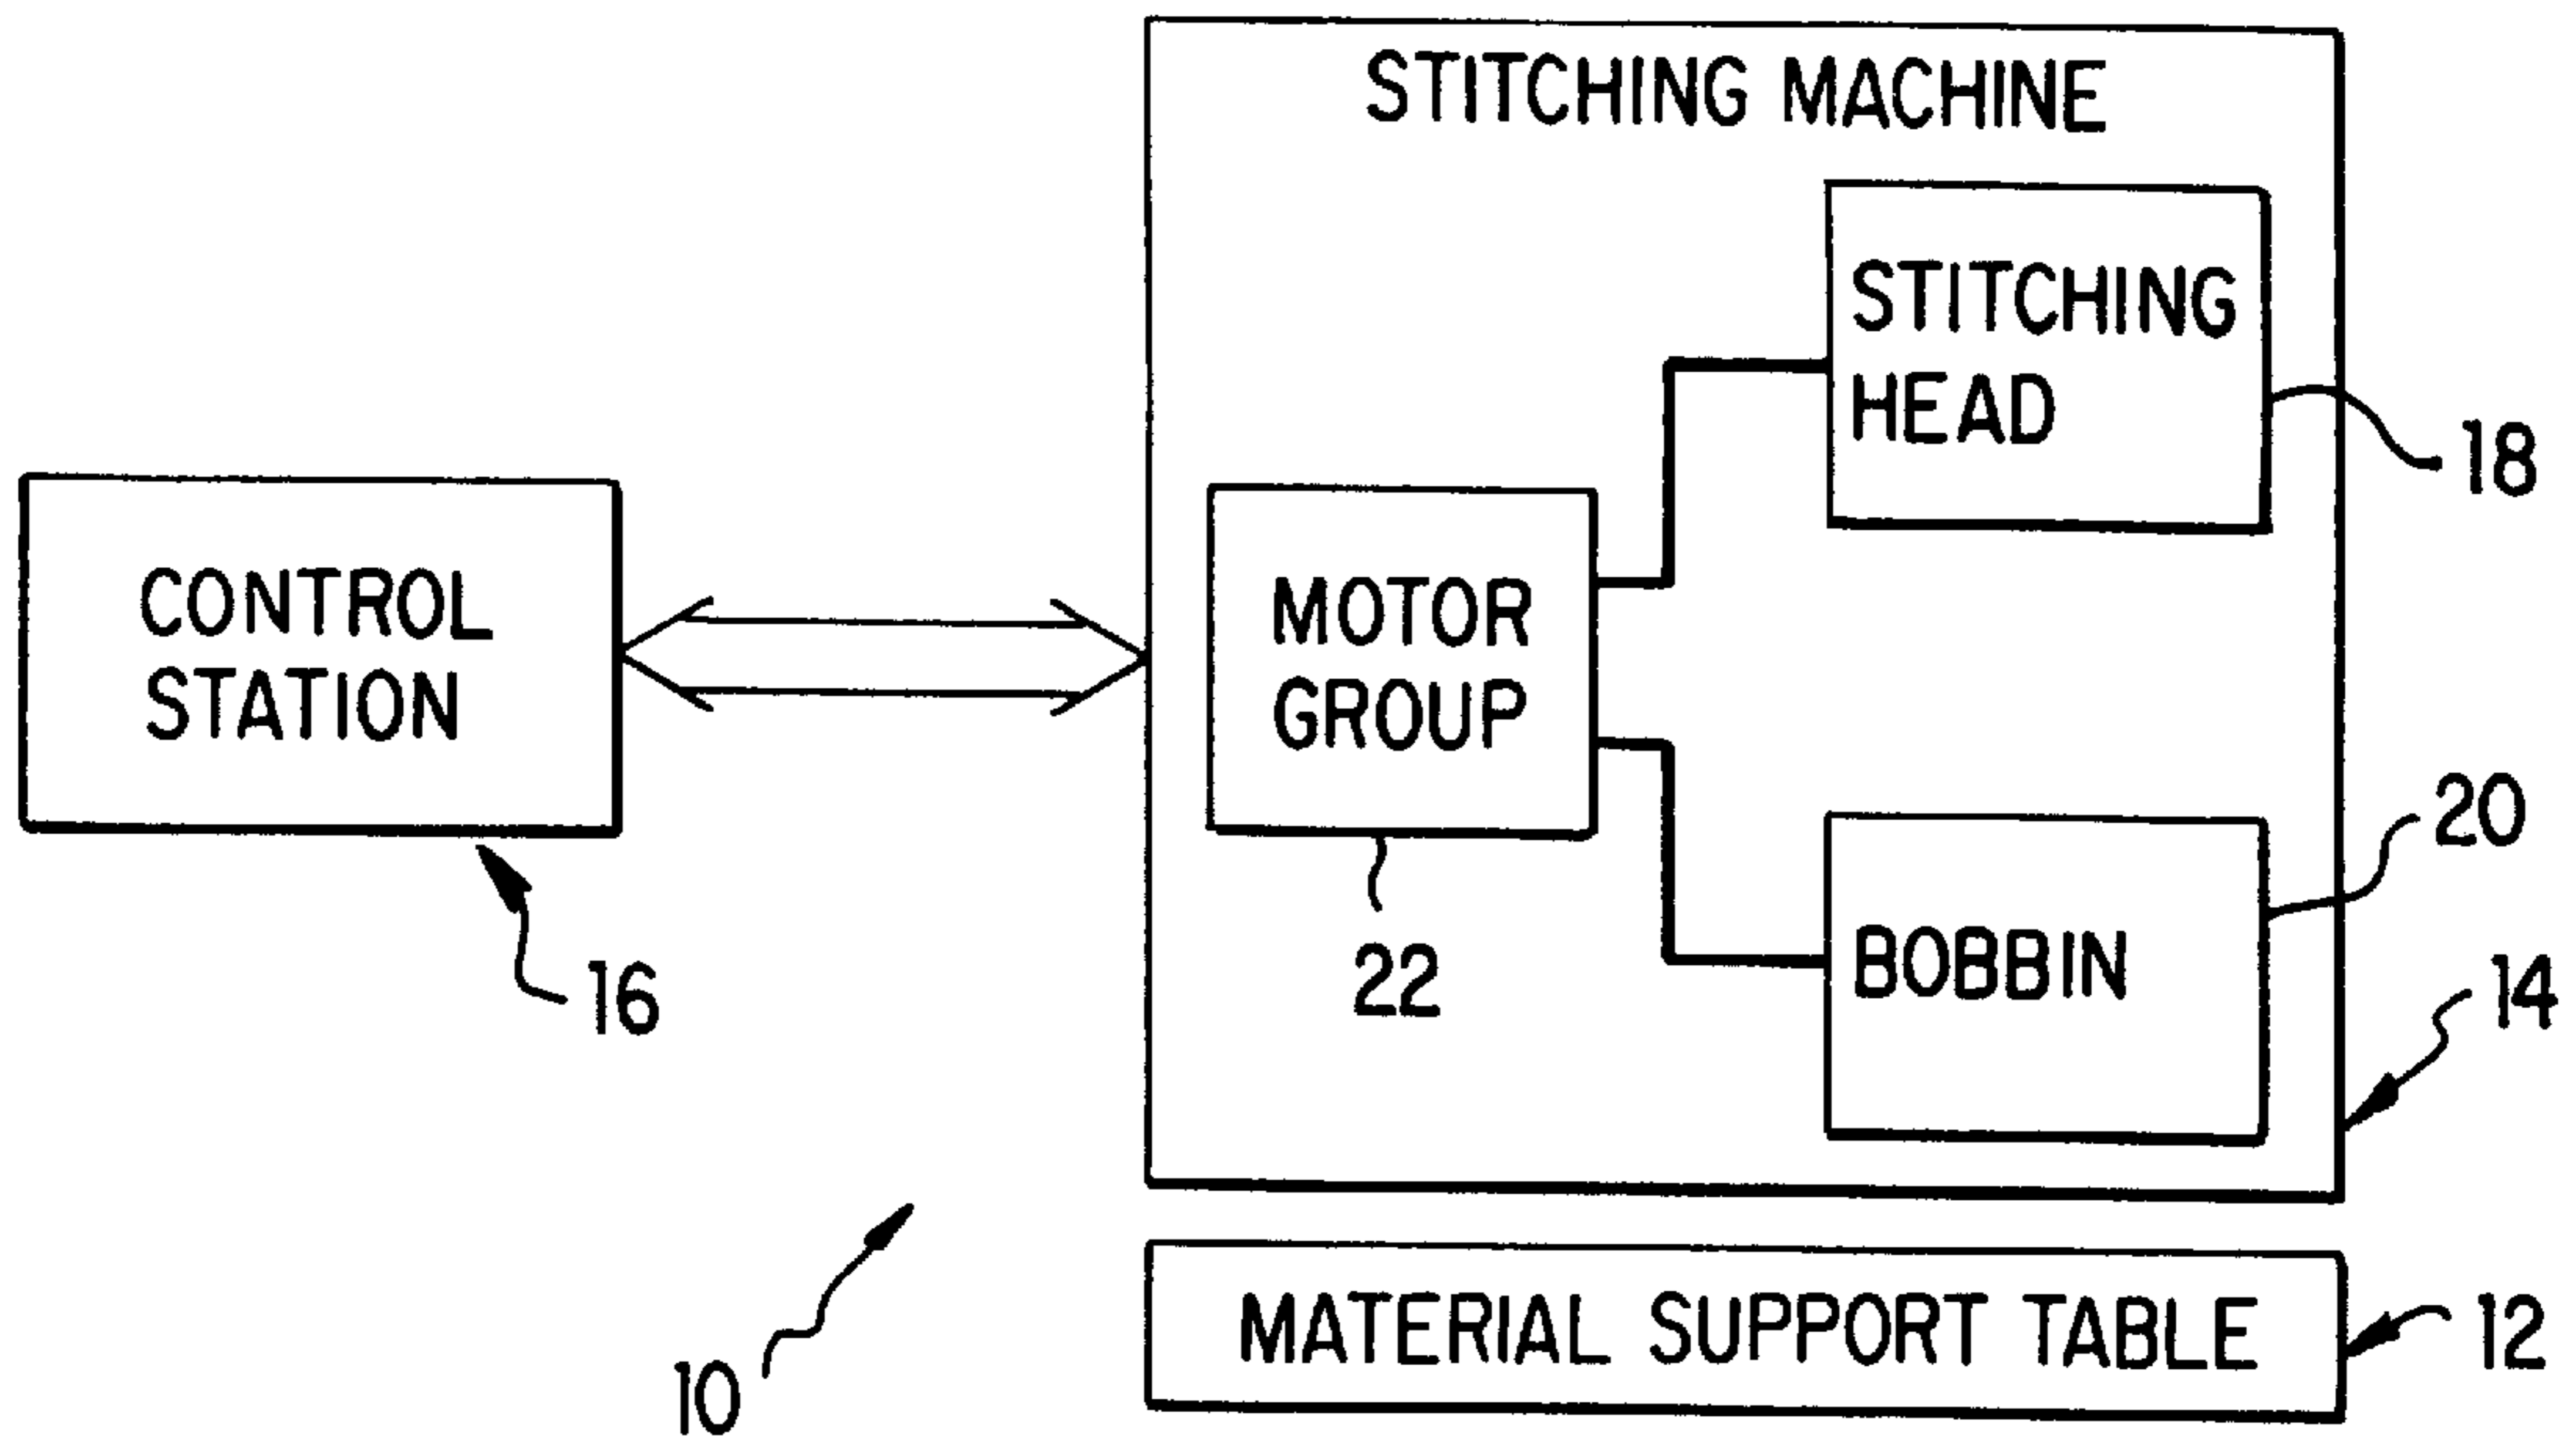 STITCHING MACHINE
STITCHING
HEAD
18
CONTROL
STATION
MOTOR
GROUP
20
BOBBIN
22
16
14
MATERIAL SUPPORT TABLE
12
10